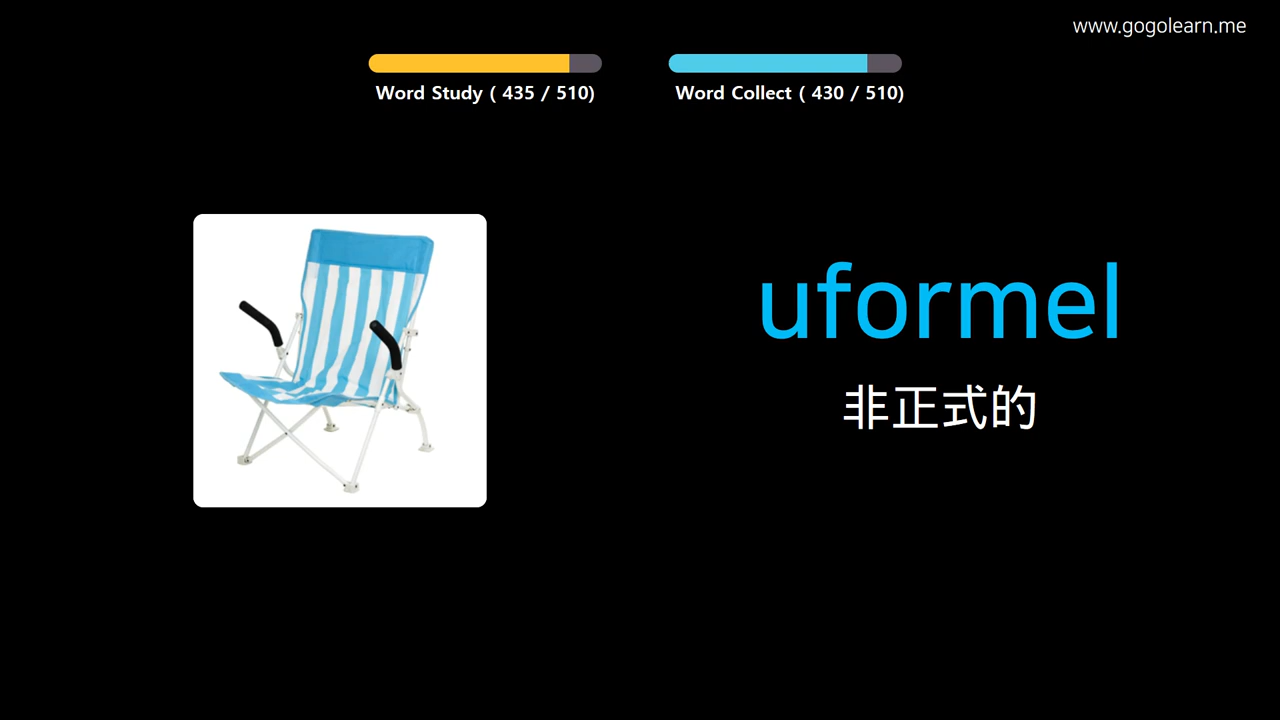 www.gogolearn.me
Word Study ( 435 / 510)
Word Collect ( 430 / 510)
uformel
非正式的